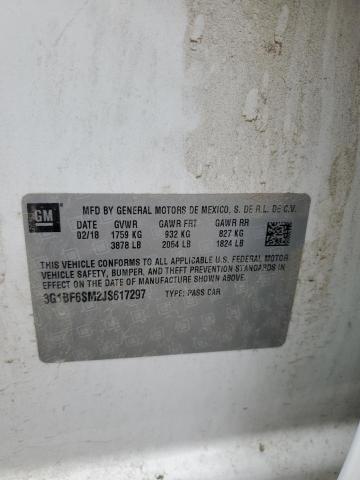 GM
MFD BY GENERAL MOTORS DE MEXICO, S. DE R.L. DE C.V.
DATE GVWR GAWR FRT GAWR RR
02/18 1759 KG 932 KG 827 KG
3878 LB 2054 LB 1824 LB
THIS VEHICLE CONFORMS TO ALL APPLICABLE U.S. FEDERAL MOTOR
VEHICLE SAFETY, BUMPER, AND THEFT PREVENTION STANDARDS IN
EFFECT ON THE DATE OF MANUFACTURE SHOWN ABOVE.
3G1BF6SM2JS617297 TYPE: PASS CAR